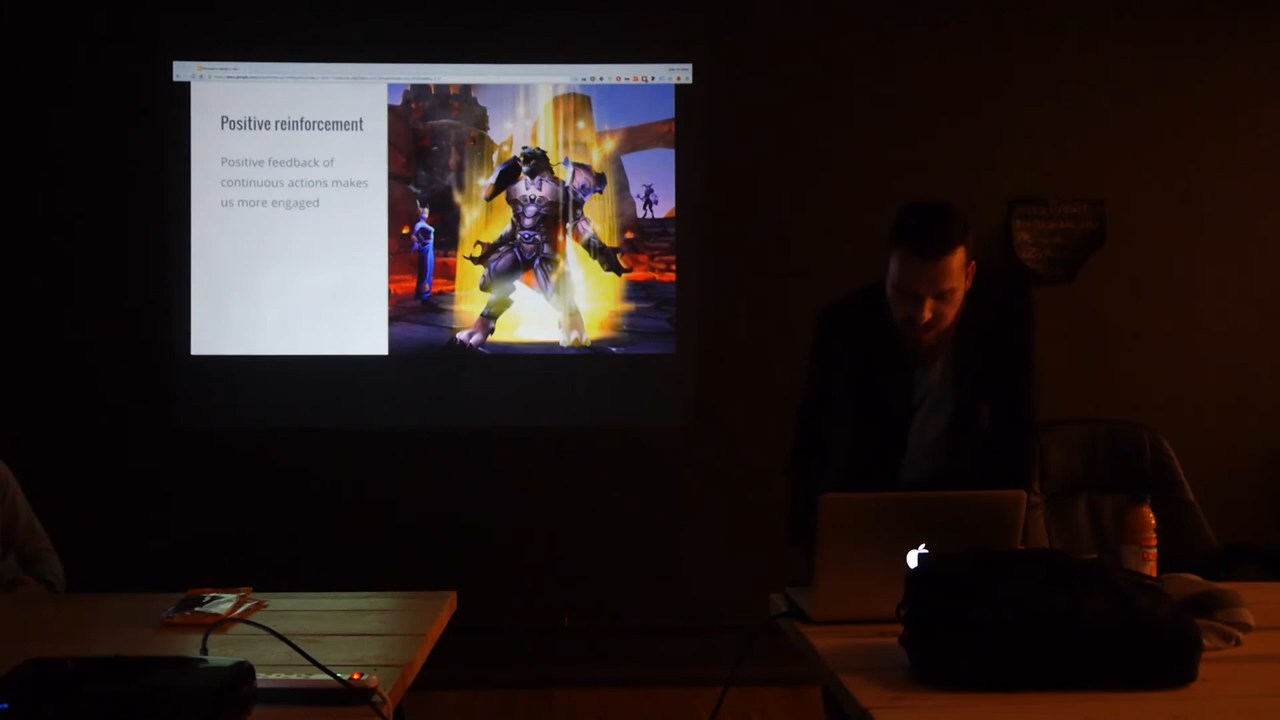 Positive reinforcement
Positive feedback of
continuous actions makes
us more engaged